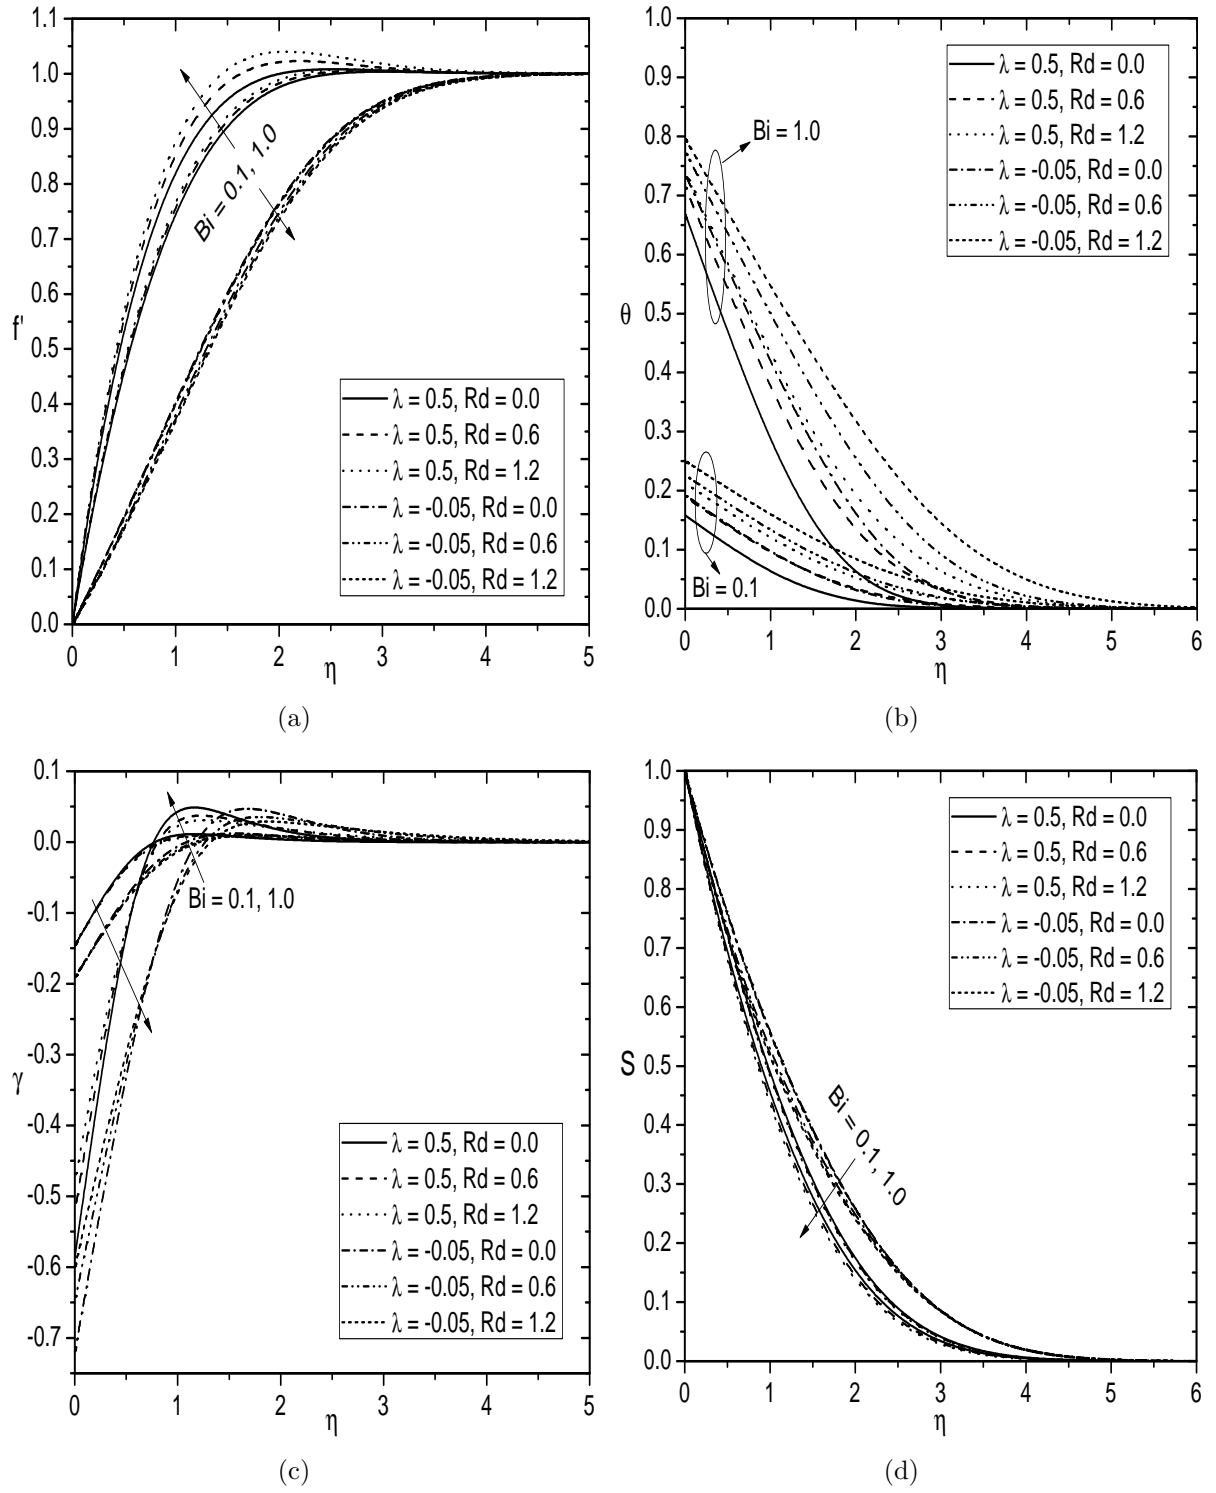 1.1
1.0
0.9
0.8
0.7
0.6
0.5
0.4
0.3
0.2
0.1
0.0
f'
0 1 2 3 4 5
η
Bi = 0.1, 1.0
λ = 0.5, Rd = 0.0
λ = 0.5, Rd = 0.6
λ = 0.5, Rd = 1.2
λ = -0.05, Rd = 0.0
λ = -0.05, Rd = 0.6
λ = -0.05, Rd = 1.2
(a)
1.0
0.9
0.8
0.7
0.6
0.5
0.4
0.3
0.2
0.1
0.0
θ
0 1 2 3 4 5 6
η
Bi = 1.0
Bi = 0.1
λ = 0.5, Rd = 0.0
λ = 0.5, Rd = 0.6
λ = 0.5, Rd = 1.2
λ = -0.05, Rd = 0.0
λ = -0.05, Rd = 0.6
λ = -0.05, Rd = 1.2
(b)
0.1
0.0
-0.1
-0.2
-0.3
-0.4
-0.5
-0.6
-0.7
γ
0 1 2 3 4 5
η
Bi = 0.1, 1.0
λ = 0.5, Rd = 0.0
λ = 0.5, Rd = 0.6
λ = 0.5, Rd = 1.2
λ = -0.05, Rd = 0.0
λ = -0.05, Rd = 0.6
λ = -0.05, Rd = 1.2
(c)
1.0
0.9
0.8
0.7
0.6
0.5
0.4
0.3
0.2
0.1
0.0
S
0 1 2 3 4 5 6
η
Bi = 0.1, 1.0
λ = 0.5, Rd = 0.0
λ = 0.5, Rd = 0.6
λ = 0.5, Rd = 1.2
λ = -0.05, Rd = 0.0
λ = -0.05, Rd = 0.6
λ = -0.05, Rd = 1.2
(d)